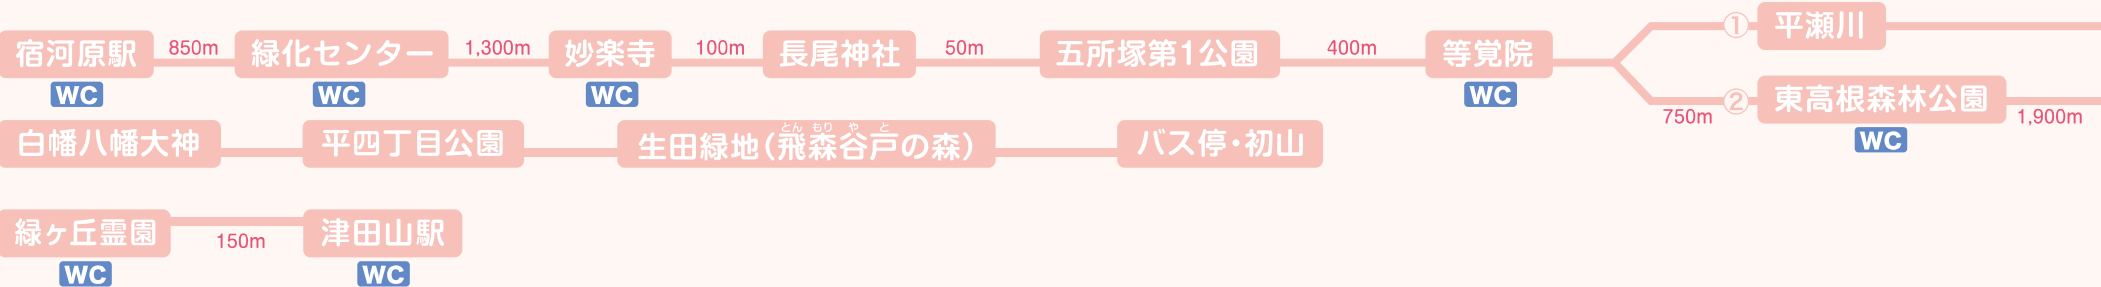 ① 平瀬川
宿河原駅 850m 緑化センター 1,300m 妙楽寺 100m 長尾神社 50m 五所塚第1公園 400m 等覚院
WC WC WC WC
750m ② 東高根森林公園 1,900m
WC
白幡八幡大神 平四丁目公園 生田緑地(飛森谷戸の森) バス停・初山
とん もり や と
緑ヶ丘霊園 150m 津田山駅
WC WC